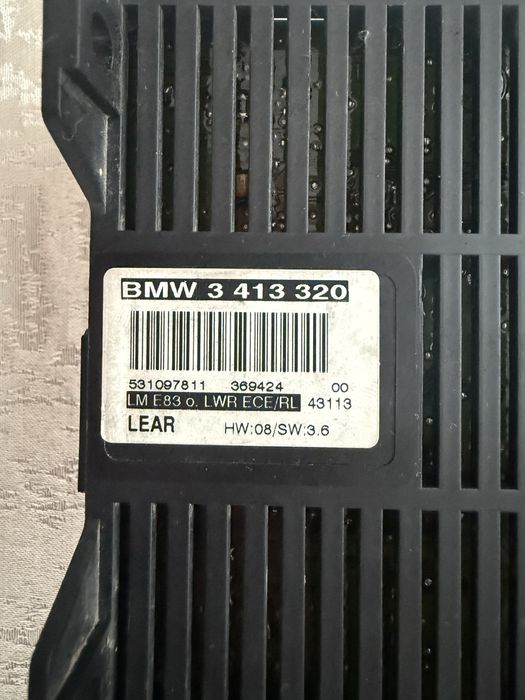 BMW 3 413 320
531097811 369424 00
LM E83 o. LWR ECE/RL 43113
LEAR HW:08/SW:3.6